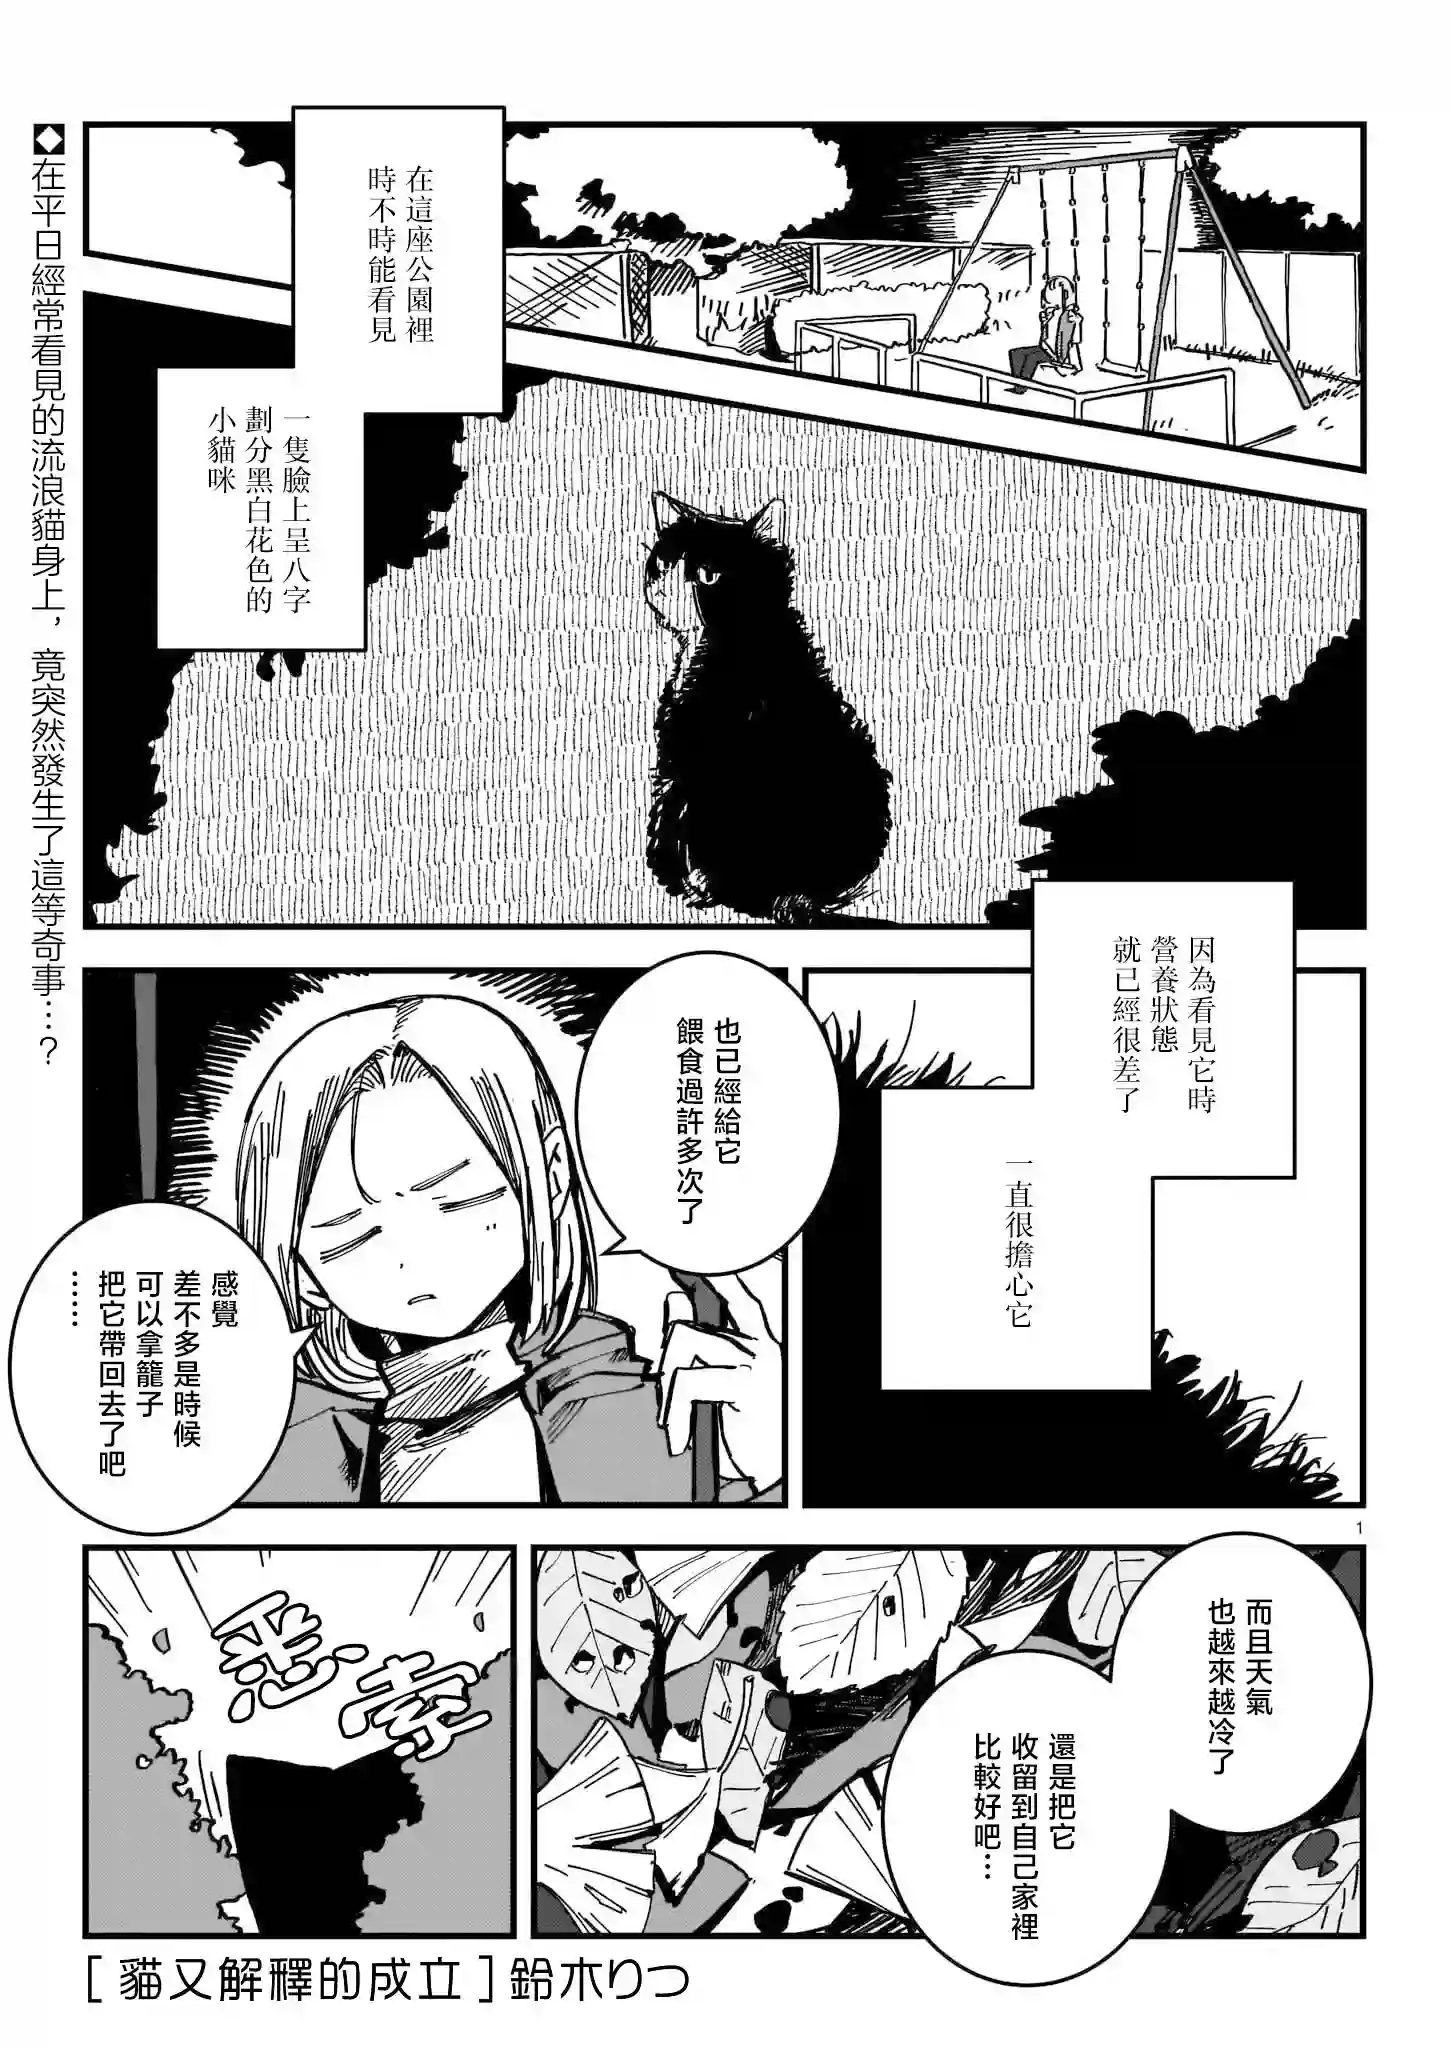 ◆在平日經常看見的流浪貓身上，竟突然發生了這等奇事…？
在這座公園裡
時不時能看見
一隻臉上呈八字
劃分黑白花色的
小貓咪
因為看見它時
營養狀態
就已經很差了
一直很擔心它
也已經給它
餵食過許多次了
感覺
差不多是時候
可以拿籠子
把它帶回去了吧
……
1
而且天氣
也越來越冷了
還是把它
收留到自己家裡
比較好吧…
窸索
[貓又解釋的成立]鈴木りつ